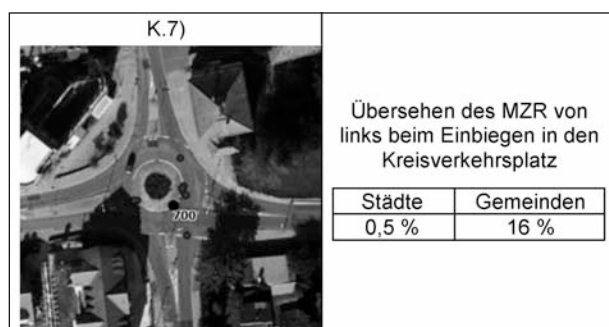 K.7)
700
Übersehen des MZR von
links beim Einbiegen in den
Kreisverkehrsplatz
Städte Gemeinden
0,5 % 16 %